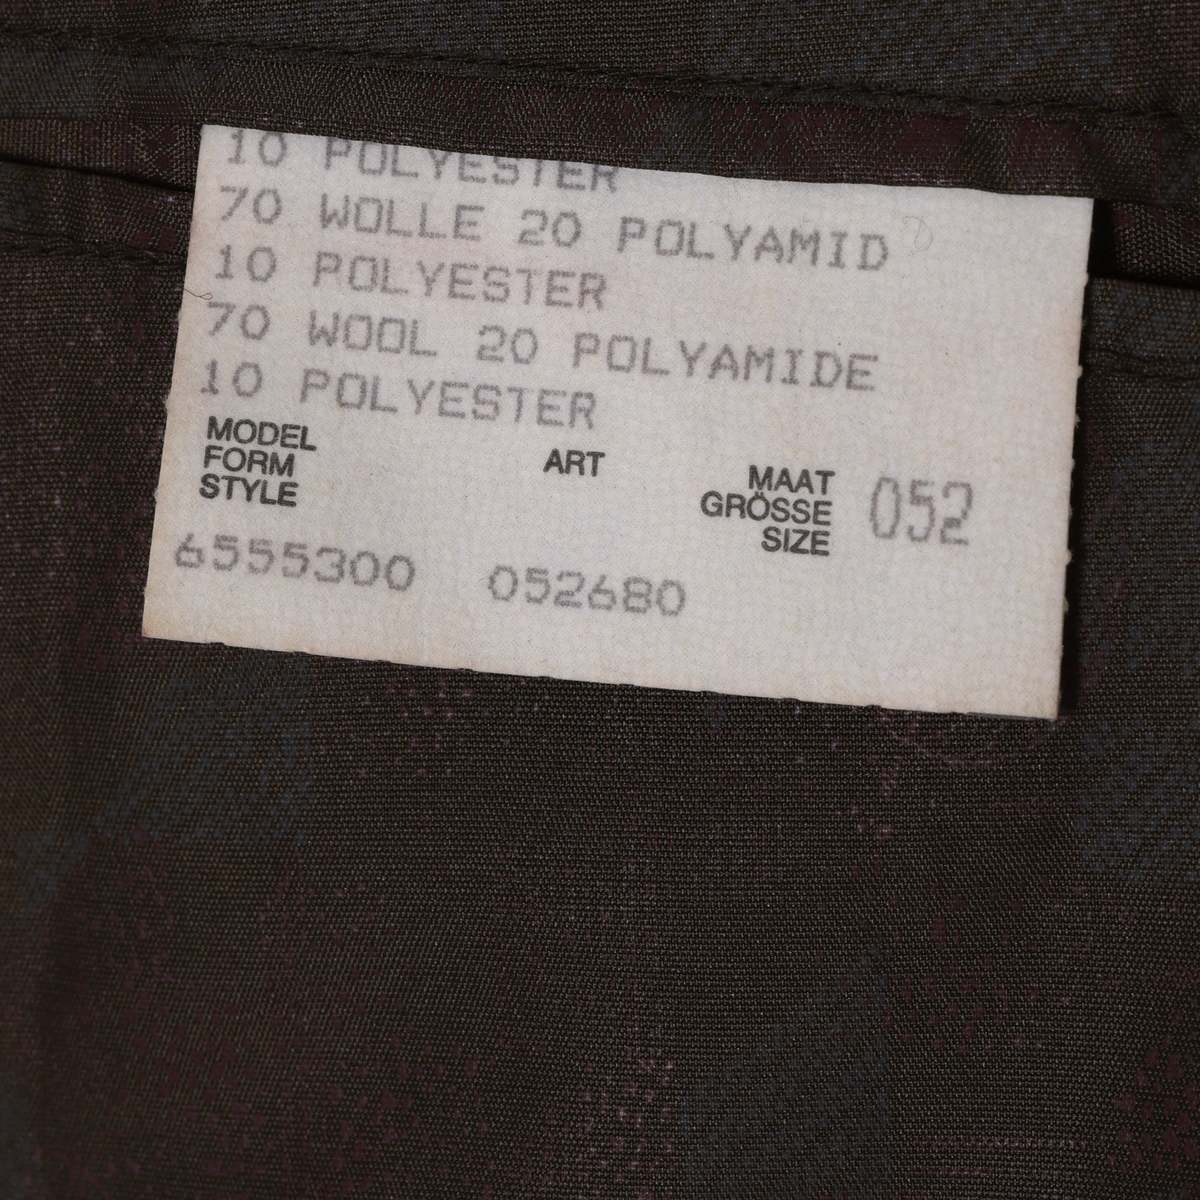 10 POLYESTER
70 WOLLE 20 POLYAMID
10 POLYESTER
70 WOOL 20 POLYAMIDE
10 POLYESTER
MODEL
FORM
STYLE
ART
MAAT
GRÖSSE
SIZE
052
6555300 052680